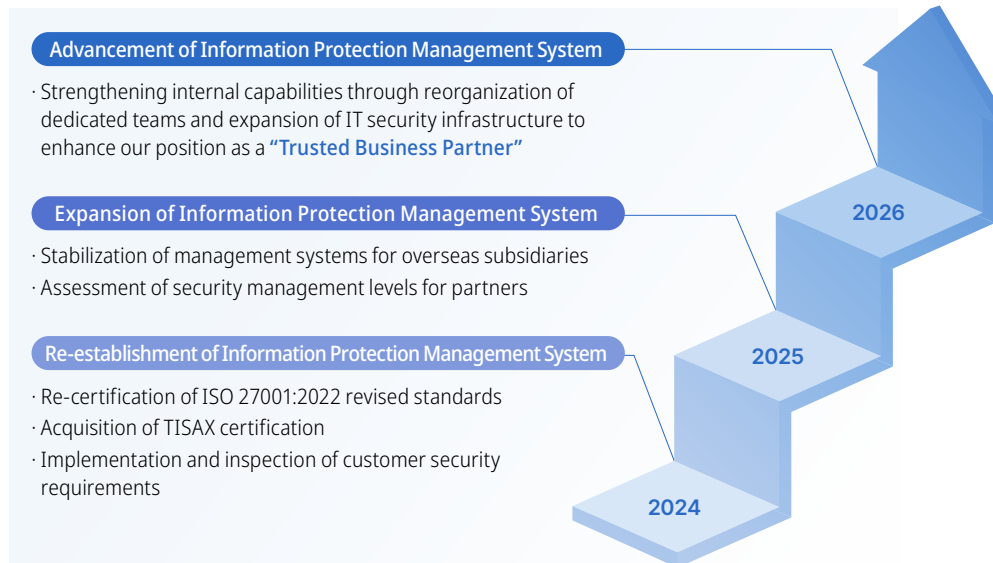 Advancement of Information Protection Management System
· Strengthening internal capabilities through reorganization of
dedicated teams and expansion of IT security infrastructure to
enhance our position as a “Trusted Business Partner”
2026
Expansion of Information Protection Management System
· Stabilization of management systems for overseas subsidiaries
· Assessment of security management levels for partners
2025
Re-establishment of Information Protection Management System
· Re-certification of ISO 27001:2022 revised standards
· Acquisition of TISAX certification
· Implementation and inspection of customer security
requirements
2024